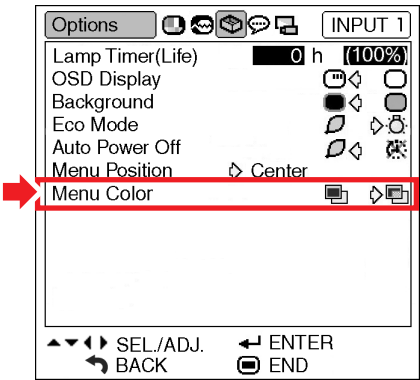 Options INPUT 1
Lamp Timer(Life) 0 h (100%)
OSD Display
Background
Eco Mode
Auto Power Off
Menu Position Center
Menu Color
SEL./ADJ. ENTER
BACK END